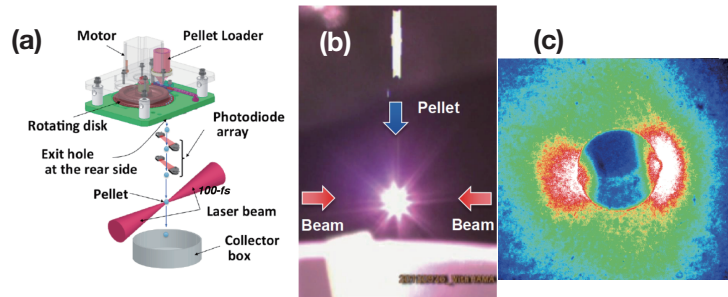 (a)
Motor
Pellet Loader
Rotating disk
Photodiode
array
Exit hole
at the rear side
Pellet
100-fs
Laser beam
Collector
box
(b)
Pellet
Beam
Beam
(c)